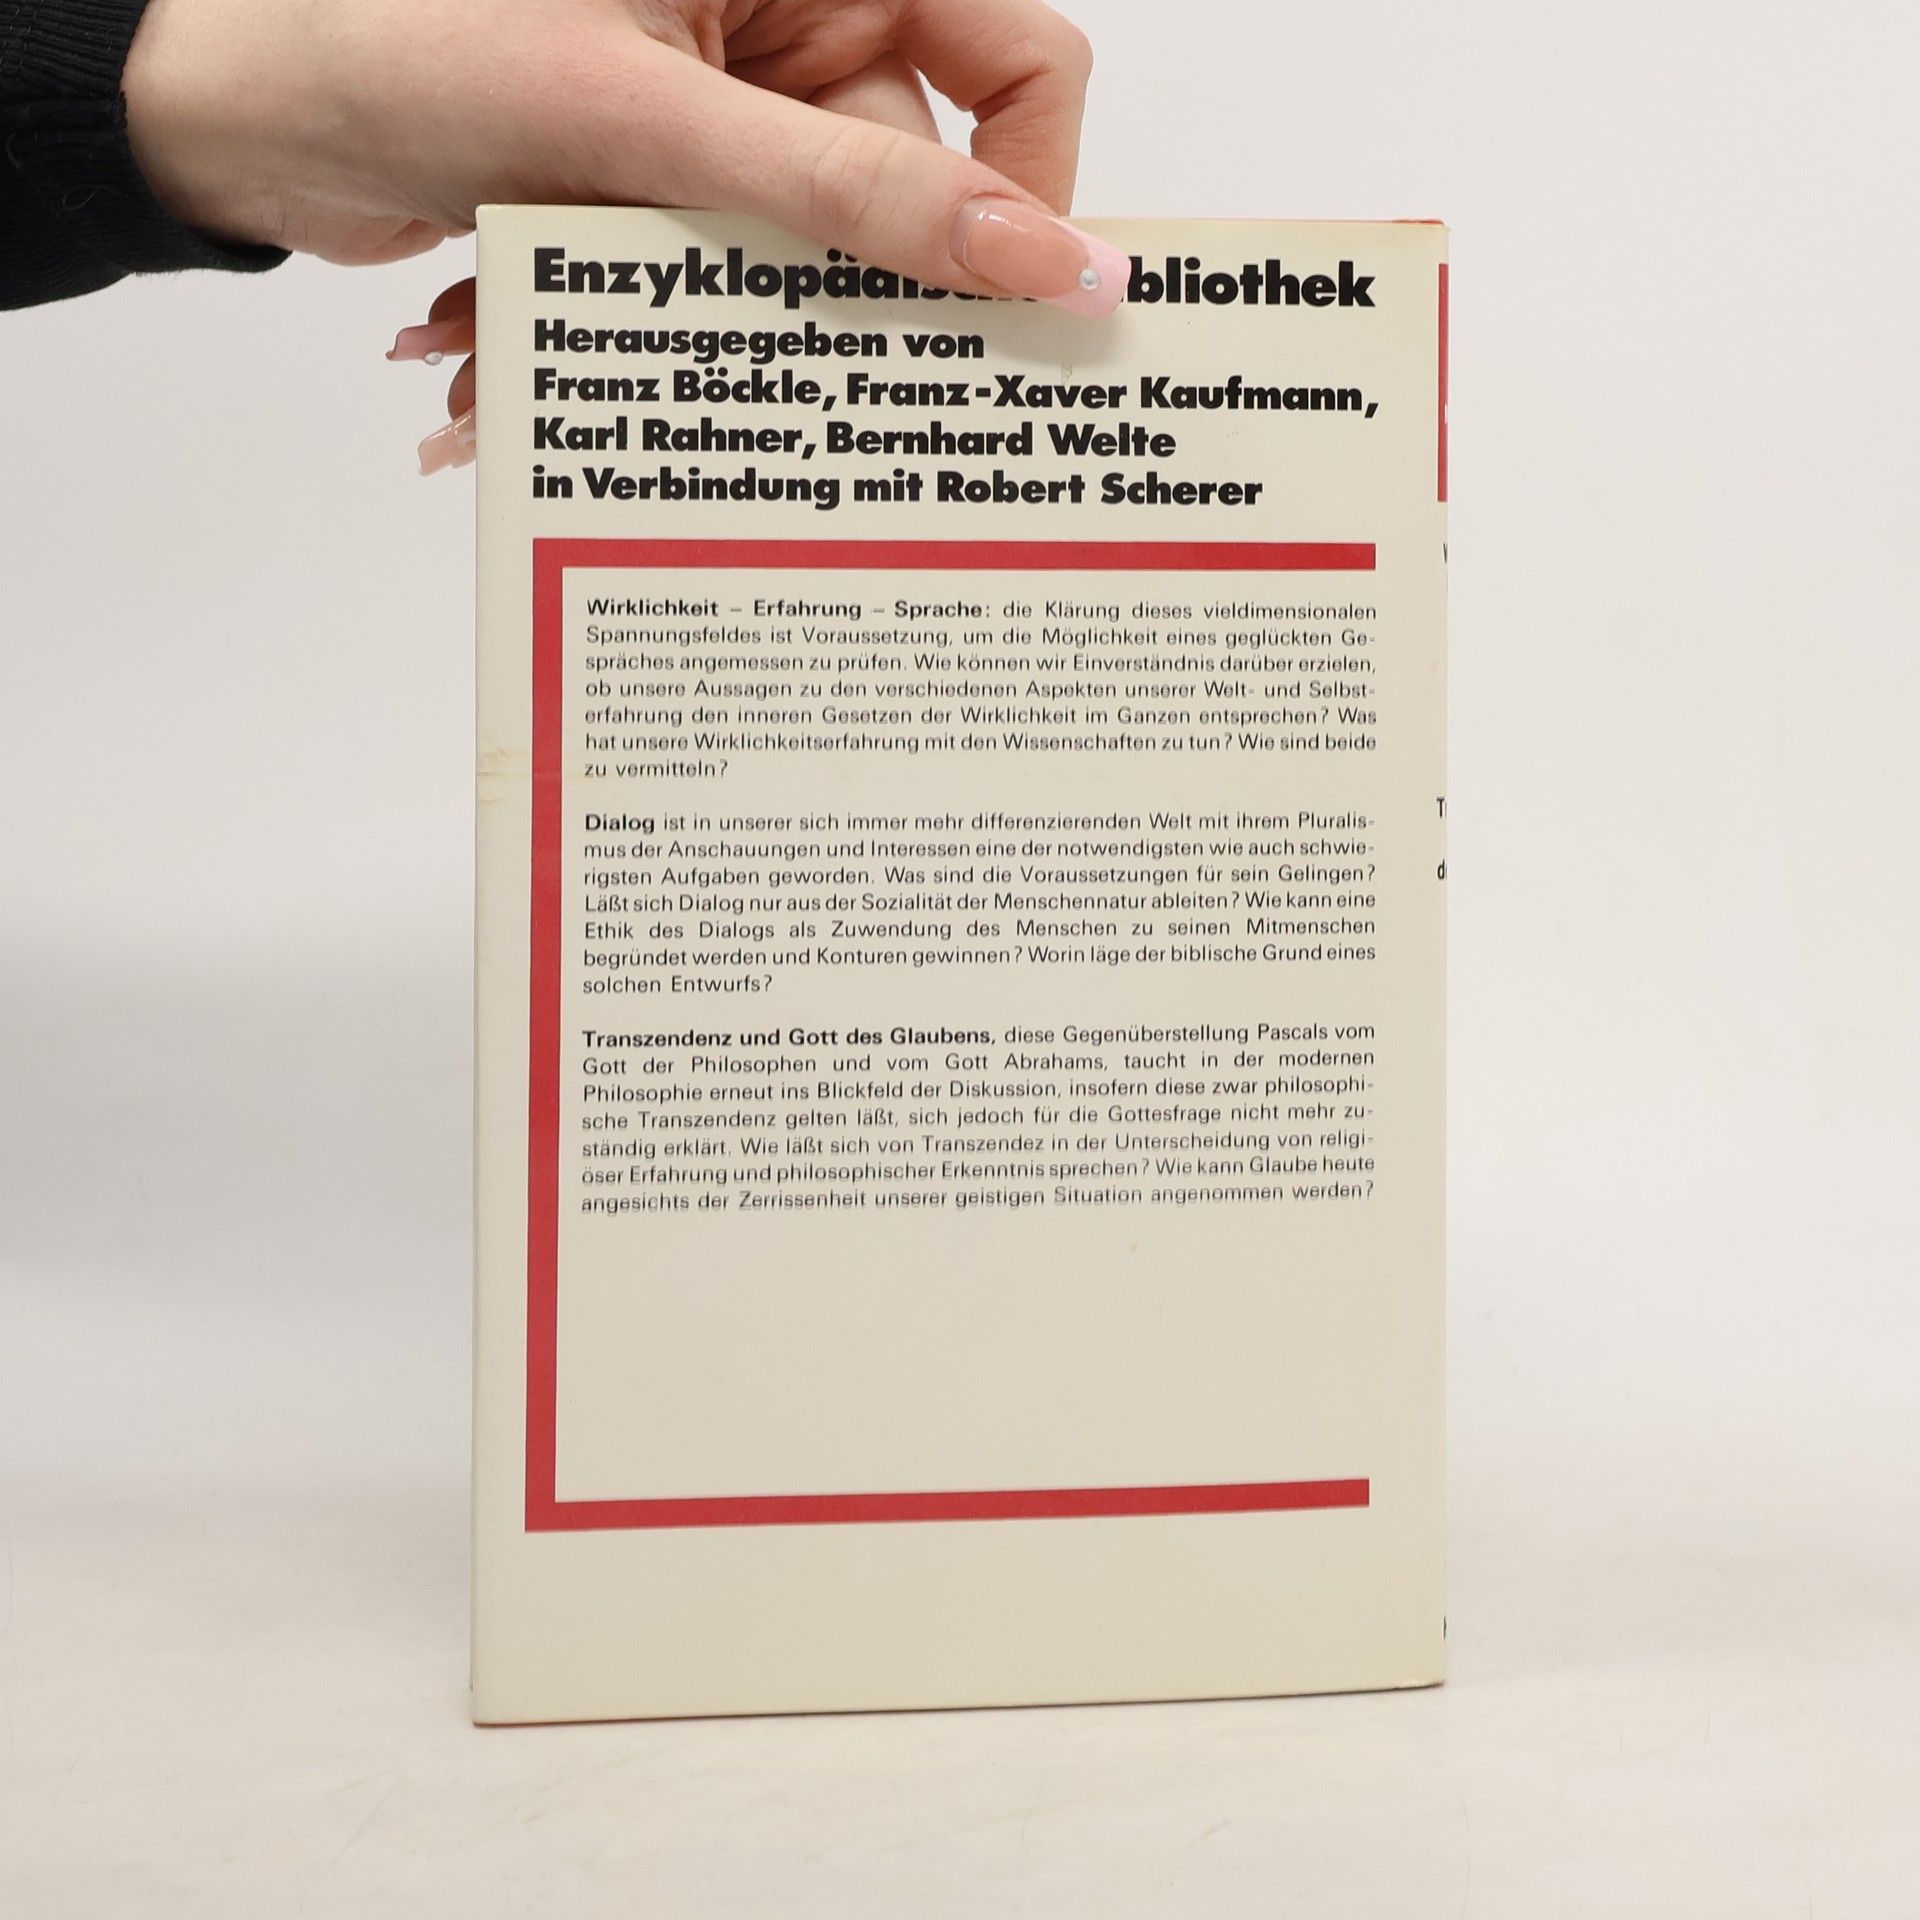 Enzyklopädische Bibliothek
Herausgegeben von
Franz Böckle, Franz-Xaver Kaufmann,
Karl Rahner, Bernhard Welte
in Verbindung mit Robert Scherer
Wirklichkeit – Erfahrung – Sprache: die Klärung dieses vieldimensionalen
Spannungsfeldes ist Voraussetzung, um die Möglichkeit eines geglückten Ge-
spräches angemessen zu prüfen. Wie können wir Einverständnis darüber erzielen,
ob unsere Aussagen zu den verschiedenen Aspekten unserer Welt- und Selbst-
erfahrung den inneren Gesetzen der Wirklichkeit im Ganzen entsprechen? Was
hat unsere Wirklichkeitserfahrung mit den Wissenschaften zu tun? Wie sind beide
zu vermitteln?
Dialog ist in unserer sich immer mehr differenzierenden Welt mit ihrem Pluralis-
mus der Anschauungen und Interessen eine der notwendigsten wie auch schwie-
rigsten Aufgaben geworden. Was sind die Voraussetzungen für sein Gelingen?
Läßt sich Dialog nur aus der Sozialität der Menschennatur ableiten? Wie kann eine
Ethik des Dialogs als Zuwendung des Menschen zu seinen Mitmenschen
begründet werden und Konturen gewinnen? Worin läge der biblische Grund eines
solchen Entwurfs?
Transzendenz und Gott des Glaubens, diese Gegenüberstellung Pascals vom
Gott der Philosophen und vom Gott Abrahams, taucht in der modernen
Philosophie erneut ins Blickfeld der Diskussion, insofern diese zwar philosophi-
sche Transzendenz gelten läßt, sich jedoch für die Gottesfrage nicht mehr zu-
ständig erklärt. Wie läßt sich von Transzendez in der Unterscheidung von religi-
öser Erfahrung und philosophischer Erkenntnis sprechen? Wie kann Glaube heute
angesichts der Zerrissenheit unserer geistigen Situation angenommen werden?